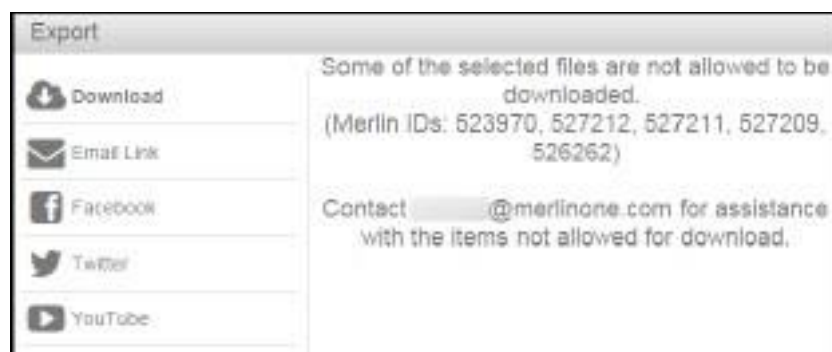 Export
Download
Email Link
Facebook
Twitter
YouTube
Some of the selected files are not allowed to be
downloaded.
(Merlin IDs: 523970, 527212, 527211, 527209,
526262)
Contact @merlinone.com for assistance
with the items not allowed for download.